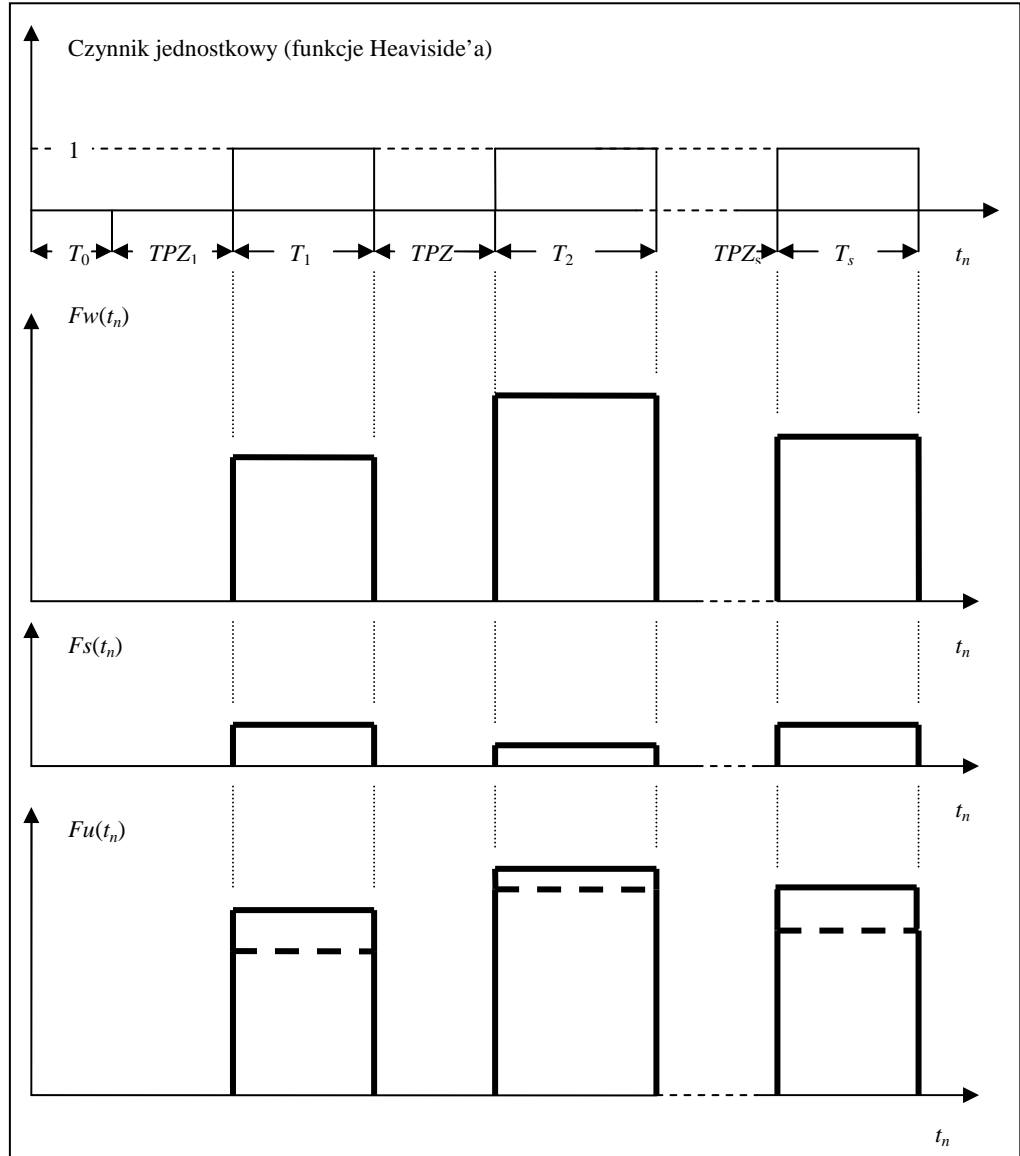 Czynnik jednostkowy (funkcje Heaviside’a)
1
T₀ TPZ₁ T₁ TPZ T₂ TPZₛ Tₛ tₙ
Fw(tₙ)
Fs(tₙ) tₙ
Fu(tₙ) tₙ
tₙ